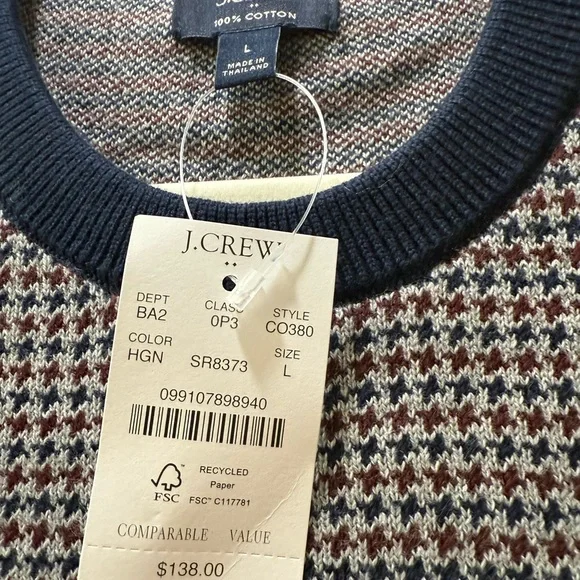 100% COTTON
L
MADE IN
THAILAND
J.CREW
DEPT CLASS STYLE
BA2 0P3 CO380
COLOR SIZE
HGN SR8373 L
099107898940
RECYCLED
Paper
FSC FSC™ C117781
COMPARABLE VALUE
$138.00